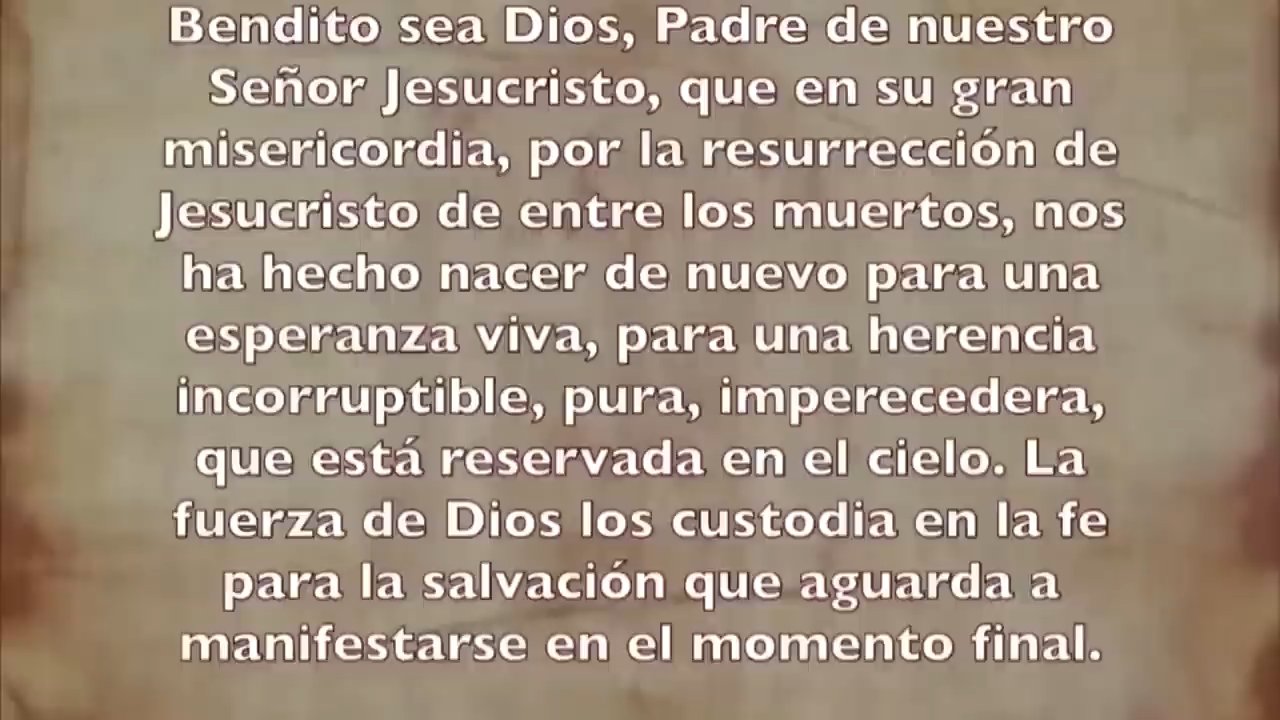 Bendito sea Dios, Padre de nuestro
Señor Jesucristo, que en su gran
misericordia, por la resurrección de
Jesucristo de entre los muertos, nos
ha hecho nacer de nuevo para una
esperanza viva, para una herencia
incorruptible, pura, imperecedera,
que está reservada en el cielo. La
fuerza de Dios los custodia en la fe
para la salvación que aguarda a
manifestarse en el momento final.